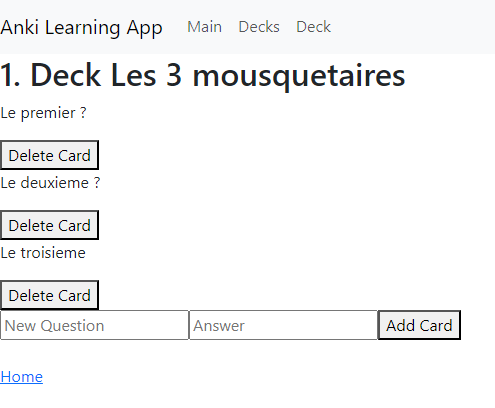 Anki Learning App Main Decks Deck
1. Deck Les 3 mousquetaires
Le premier ?
Delete Card
Le deuxieme ?
Delete Card
Le troisieme
Delete Card
New Question Answer Add Card
Home